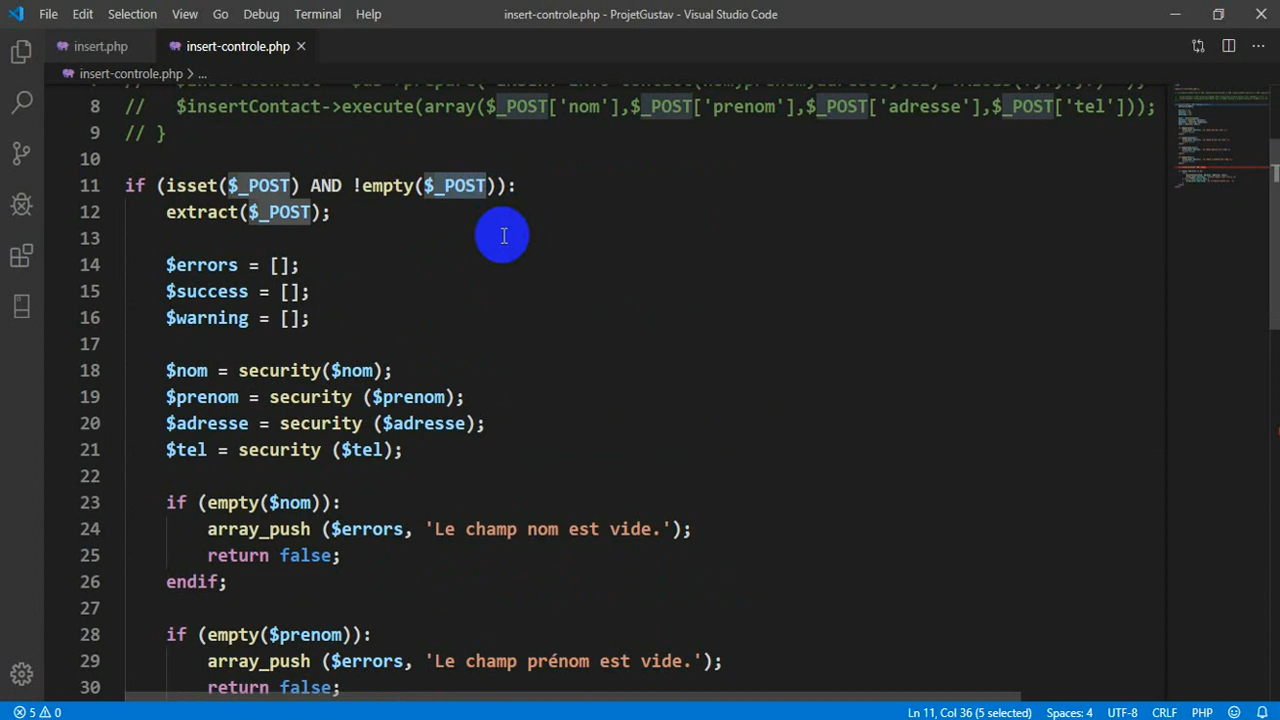 File Edit Selection View Go Debug Terminal Help
insert-controle.php - ProjetGustav - Visual Studio Code
insert.php
insert-controle.php ×
insert-controle.php > ...
8 //   $insertContact->execute(array($_POST['nom'],$_POST['prenom'],$_POST['adresse'],$_POST['tel']));
9 // }
10
11 if (isset($_POST) AND !empty($_POST)):
12     extract($_POST);
13
14     $errors = [];
15     $success = [];
16     $warning = [];
17
18     $nom = security($nom);
19     $prenom = security ($prenom);
20     $adresse = security ($adresse);
21     $tel = security ($tel);
22
23     if (empty($nom)):
24         array_push ($errors, 'Le champ nom est vide.');
25         return false;
26     endif;
27
28     if (empty($prenom)):
29         array_push ($errors, 'Le champ prénom est vide.');
30         return false;
5 0
Ln 11, Col 36 (5 selected) Spaces: 4 UTF-8 CRLF PHP